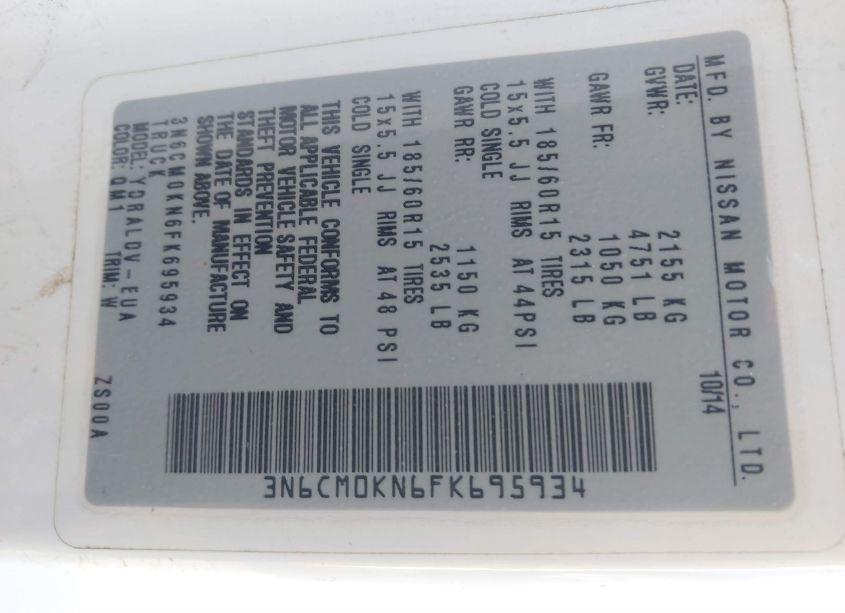 MFD. BY NISSAN MOTOR CO., LTD.
DATE: 10/14
GVWR: 2155 KG
4751 LB
GAWR FR: 1050 KG
2315 LB
WITH 185/60R15 TIRES
15x5.5 JJ RIMS AT 44PSI
COLD SINGLE
GAWR RR: 1150 KG
2535 LB
WITH 185/60R15 TIRES
15x5.5 JJ RIMS AT 48 PSI
COLD SINGLE
THIS VEHICLE CONFORMS TO
ALL APPLICABLE FEDERAL
MOTOR VEHICLE SAFETY AND
THEFT PREVENTION
STANDARDS IN EFFECT ON
THE DATE OF MANUFACTURE
SHOWN ABOVE.
3N6CM0KN6FK695934
TRUCK
MODEL: YDRALDV-EUA
COLOR: QM1 TRIM: W ZS00A
3N6CM0KN6FK695934